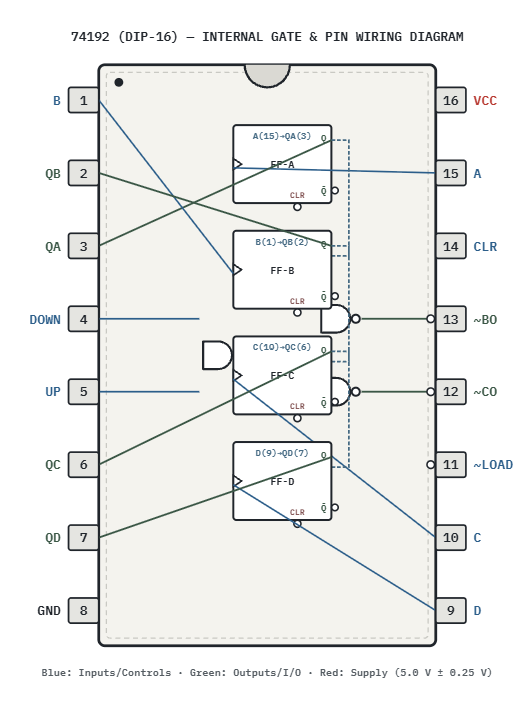 74192 (DIP-16) — INTERNAL GATE & PIN WIRING DIAGRAM
B 1
16 VCC
A(15)→QA(3) Q
FF-A
Q̄
CLR
QB 2
15 A
QA 3
14 CLR
B(1)→QB(2) Q
FF-B
Q̄
CLR
DOWN 4
13 ~BO
C(10)→QC(6) Q
FF-C
Q̄
CLR
UP 5
12 ~CO
QC 6
11 ~LOAD
D(9)→QD(7) Q
FF-D
Q̄
CLR
QD 7
10 C
GND 8
9 D
Blue: Inputs/Controls · Green: Outputs/I/O · Red: Supply (5.0 V ± 0.25 V)